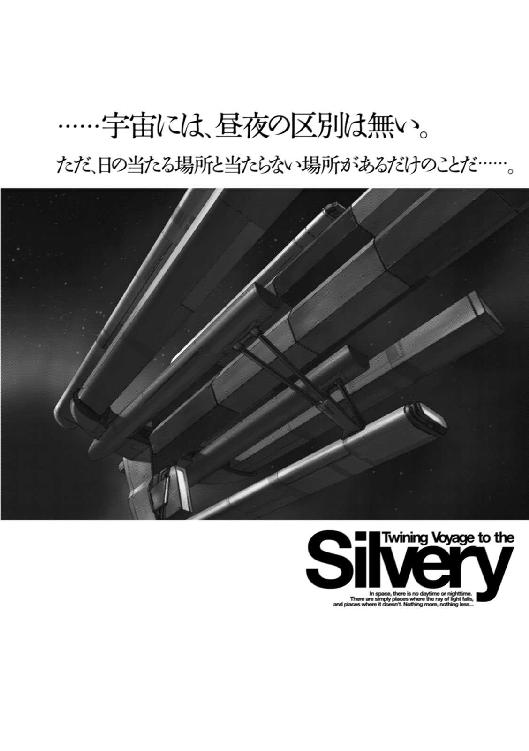 ……宇宙には、昼夜の区別は無い。
ただ、日の当たる場所と当たらない場所があるだけのことだ……。
Twining Voyage to the
Silvery
In space, there is no daytime or nighttime.
There are simply places where the ray of light falls,
and places where it doesn't. Nothing more, nothing less...